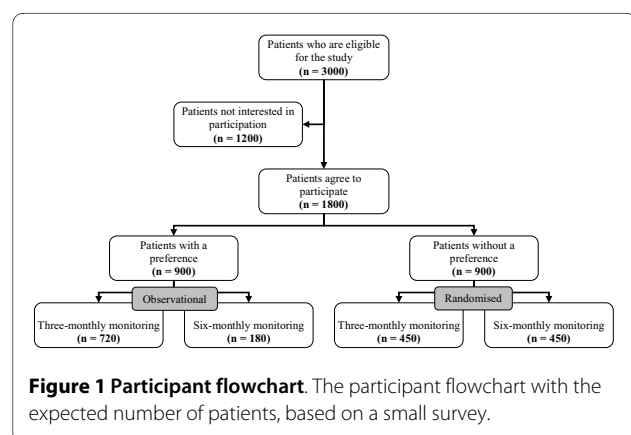 Patients who are eligible
for the study
(n = 3000)
Patients not interested in
participation
(n = 1200)
Patients agree to
participate
(n = 1800)
Patients with a
preference
(n = 900)
Patients without a
preference
(n = 900)
Observational
Randomised
Three-monthly monitoring
(n = 720)
Six-monthly monitoring
(n = 180)
Three-monthly monitoring
(n = 450)
Six-monthly monitoring
(n = 450)
Figure 1 Participant flowchart. The participant flowchart with the
expected number of patients, based on a small survey.